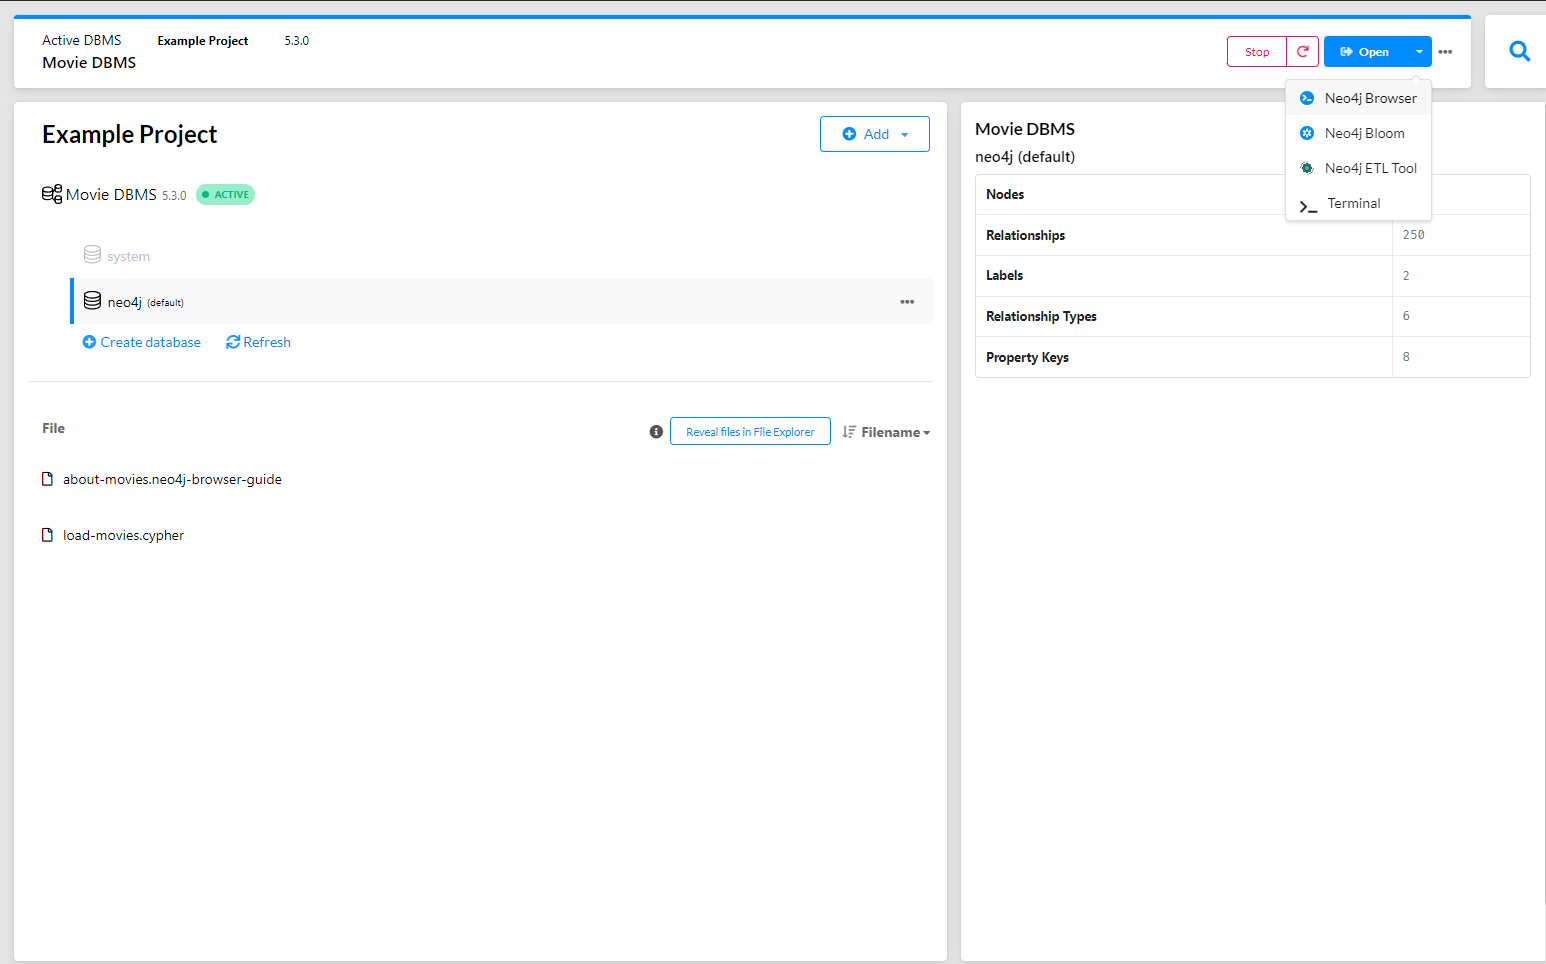 Active DBMS Example Project 5.3.0
Movie DBMS
Stop
Open
Neo4j Browser
Neo4j Bloom
Neo4j ETL Tool
Terminal
Example Project
Add
Movie DBMS 5.3.0 ACTIVE
system
neo4j (default)
Create database Refresh
File
Reveal files in File Explorer Filename
about-movies.neo4j-browser-guide
load-movies.cypher
Movie DBMS
neo4j (default)
Nodes
Relationships 250
Labels 2
Relationship Types 6
Property Keys 8